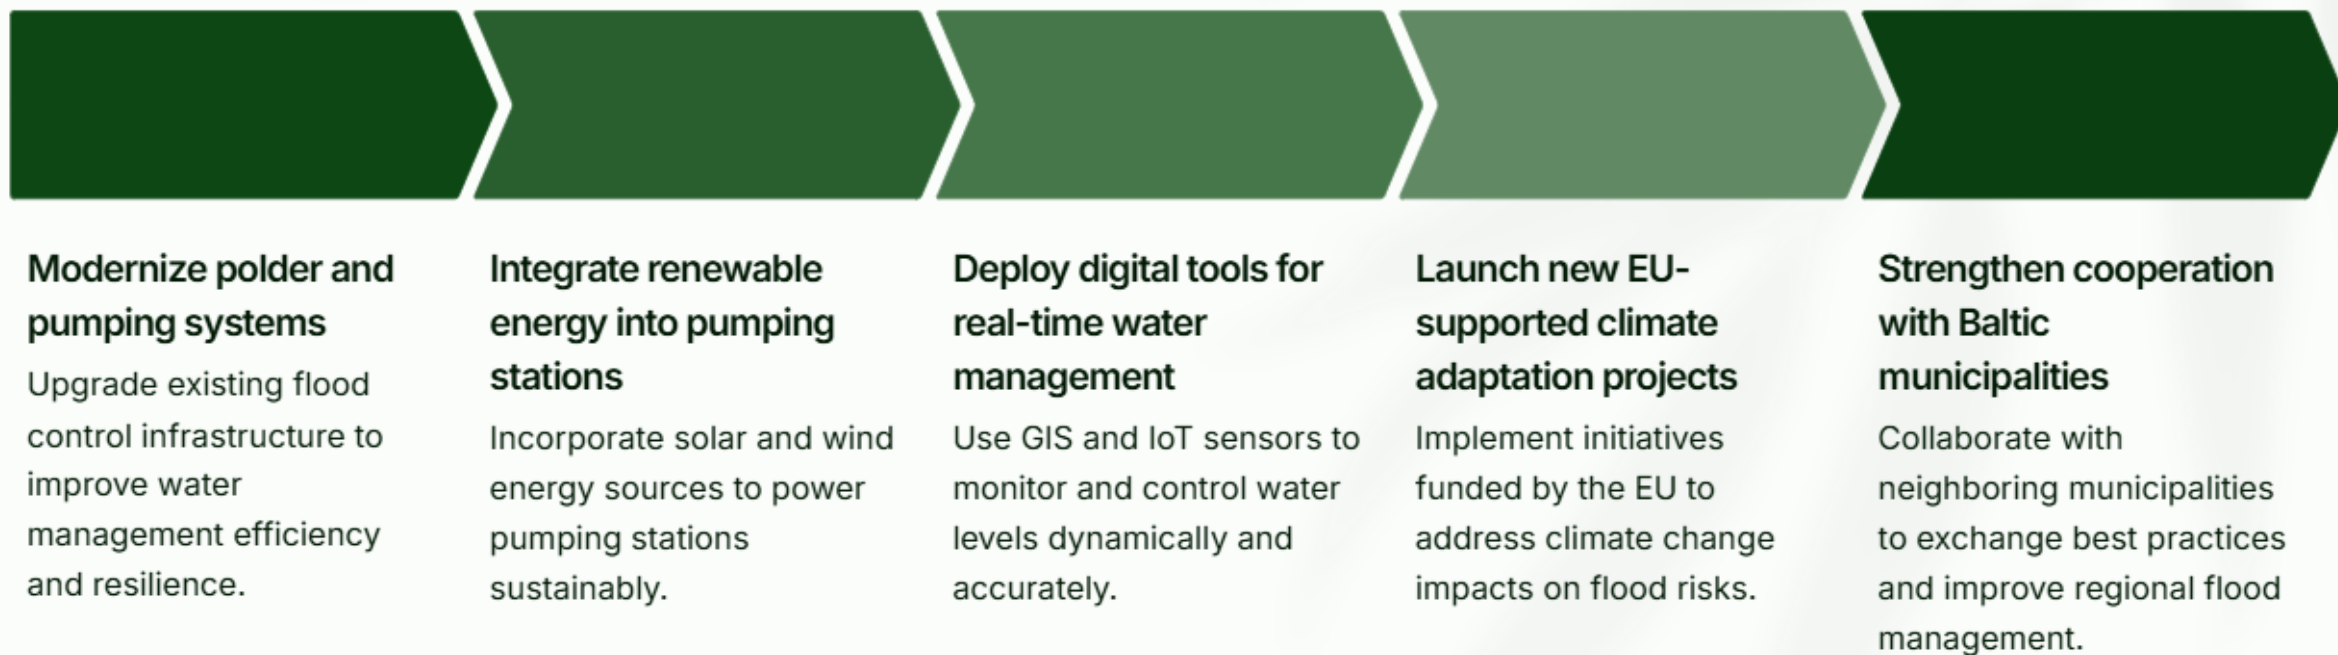 Modernize polder and
pumping systems
Upgrade existing flood
control infrastructure to
improve water
management efficiency
and resilience.
Integrate renewable
energy into pumping
stations
Incorporate solar and wind
energy sources to power
pumping stations
sustainably.
Deploy digital tools for
real-time water
management
Use GIS and IoT sensors to
monitor and control water
levels dynamically and
accurately.
Launch new EU-
supported climate
adaptation projects
Implement initiatives
funded by the EU to
address climate change
impacts on flood risks.
Strengthen cooperation
with Baltic
municipalities
Collaborate with
neighboring municipalities
to exchange best practices
and improve regional flood
management.